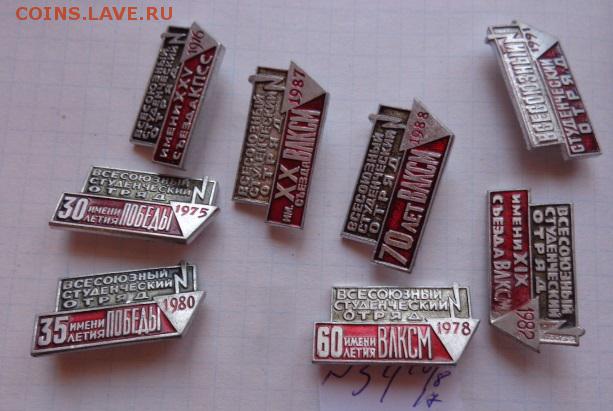 COINS.LAVE.RU
ВСЕСОЮЗНЫЙ
СТУДЕНЧЕСКИЙ
ОТРЯД
ИМЕНИ XXV
СЪЕЗДА КПСС
1976
ВСЕСОЮЗНЫЙ
СТУДЕНЧЕСКИЙ
ОТРЯД
ИМ. XX СЪЕЗДА ВЛКСМ
1987
ВСЕСОЮЗНЫЙ
СТУДЕНЧЕСКИЙ
ОТРЯД
70 ЛЕТ ВЛКСМ
1988
ВСЕСОЮЗНЫЙ
СТУДЕНЧЕСКИЙ
ОТРЯД
ВСЕСОЮЗНЫЙ
СТУДЕНЧЕСКИЙ
ОТРЯД
30 ИМЕНИ
ЛЕТИЯ ПОБЕДЫ
1975
ВСЕСОЮЗНЫЙ
СТУДЕНЧЕСКИЙ
ОТРЯД
ИМЕНИ XIX
СЪЕЗДА ВЛКСМ
1982
ВСЕСОЮЗНЫЙ
СТУДЕНЧЕСКИЙ
ОТРЯД
35 ИМЕНИ
ЛЕТИЯ ПОБЕДЫ
1980
ВСЕСОЮЗНЫЙ
СТУДЕНЧЕСКИЙ
ОТРЯД
60 ИМЕНИ
ЛЕТИЯ ВЛКСМ
1978